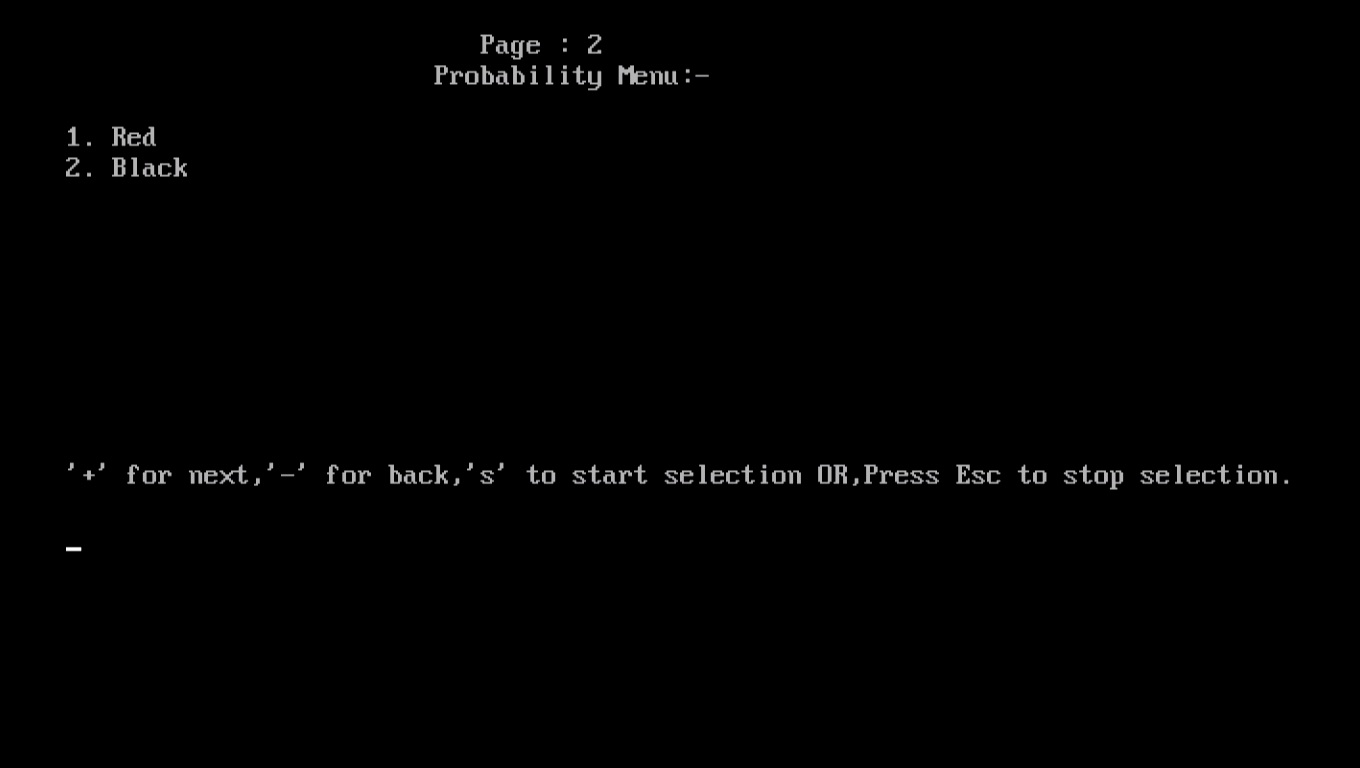 Page : 2
Probability Menu:-
1. Red
2. Black
'+' for next,'-' for back,'s' to start selection OR,Press Esc to stop selection.